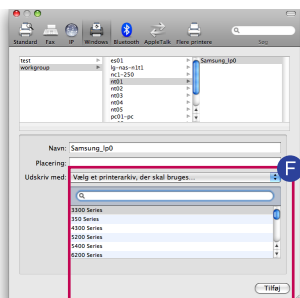 Standard Fax IP Windows Bluetooth AppleTalk Flere printere Søg
test
workgroup
es01
lg-nas-mlt1
nc1-250
nt01
nt02
nt03
nt04
nt05
pc01-pc
Samsung_lp0
Navn: Samsung_lp0
Placering:
Udskriv med: Vælg et printerarkiv, der skal bruges...
F
3300 Series
350 Series
4300 Series
5200 Series
5400 Series
6200 Series
Tilføj